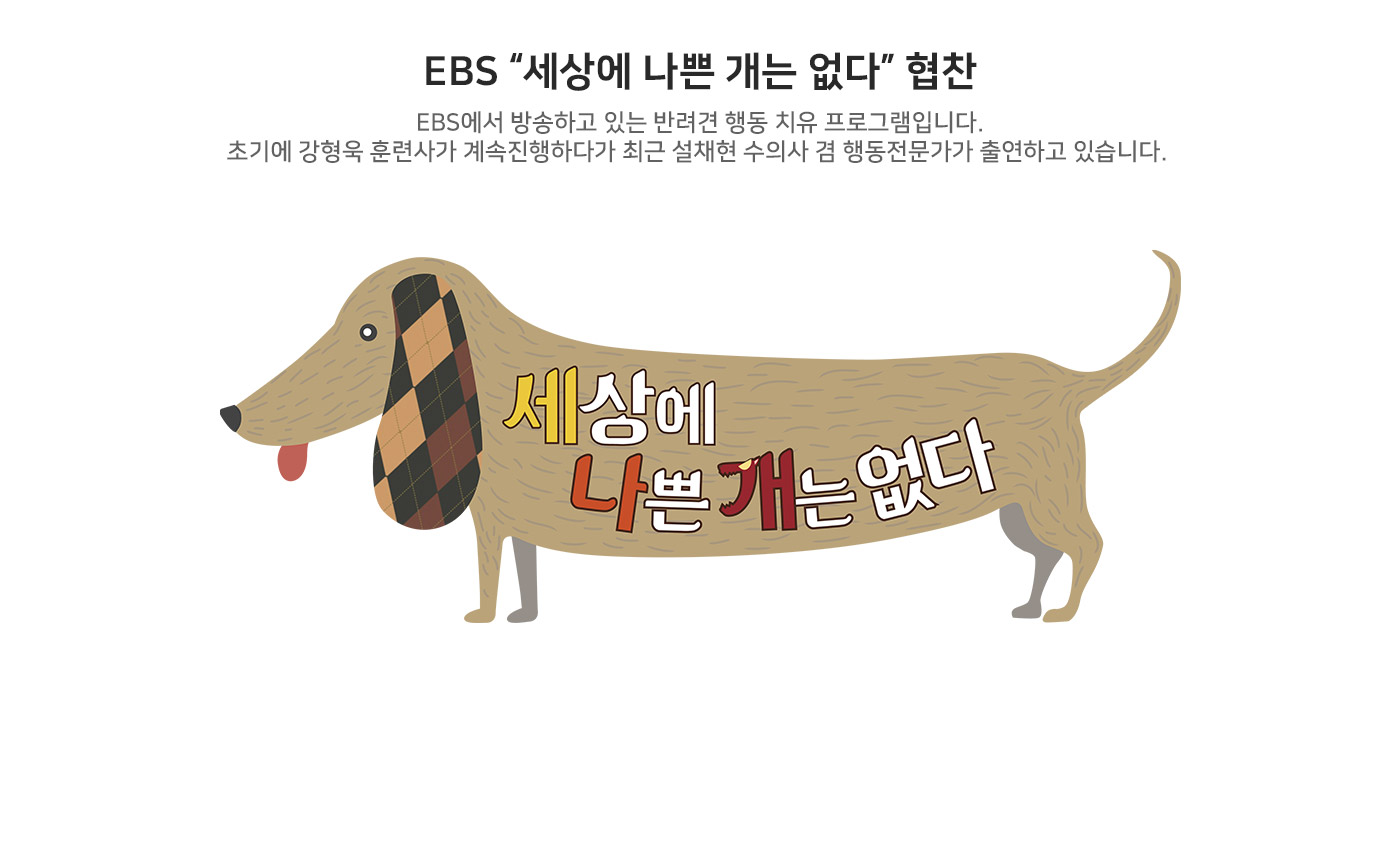 EBS “세상에 나쁜 개는 없다” 협찬
EBS에서 방송하고 있는 반려견 행동 치유 프로그램입니다.
초기에 강형욱 훈련사가 계속진행하다가 최근 설채현 수의사 겸 행동전문가가 출연하고 있습니다.
세상에
나쁜 개는 없다